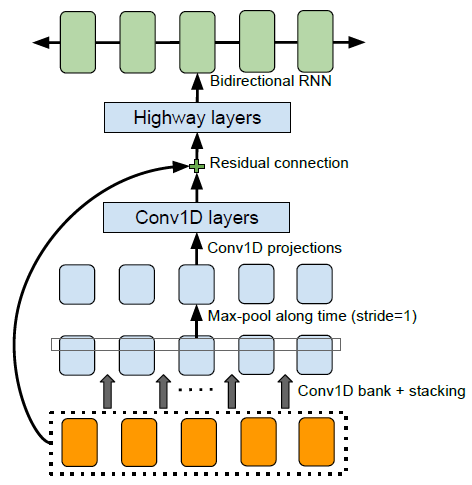 Bidirectional RNN
Highway layers
Residual connection
Conv1D layers
Conv1D projections
Max-pool along time (stride=1)
Conv1D bank + stacking